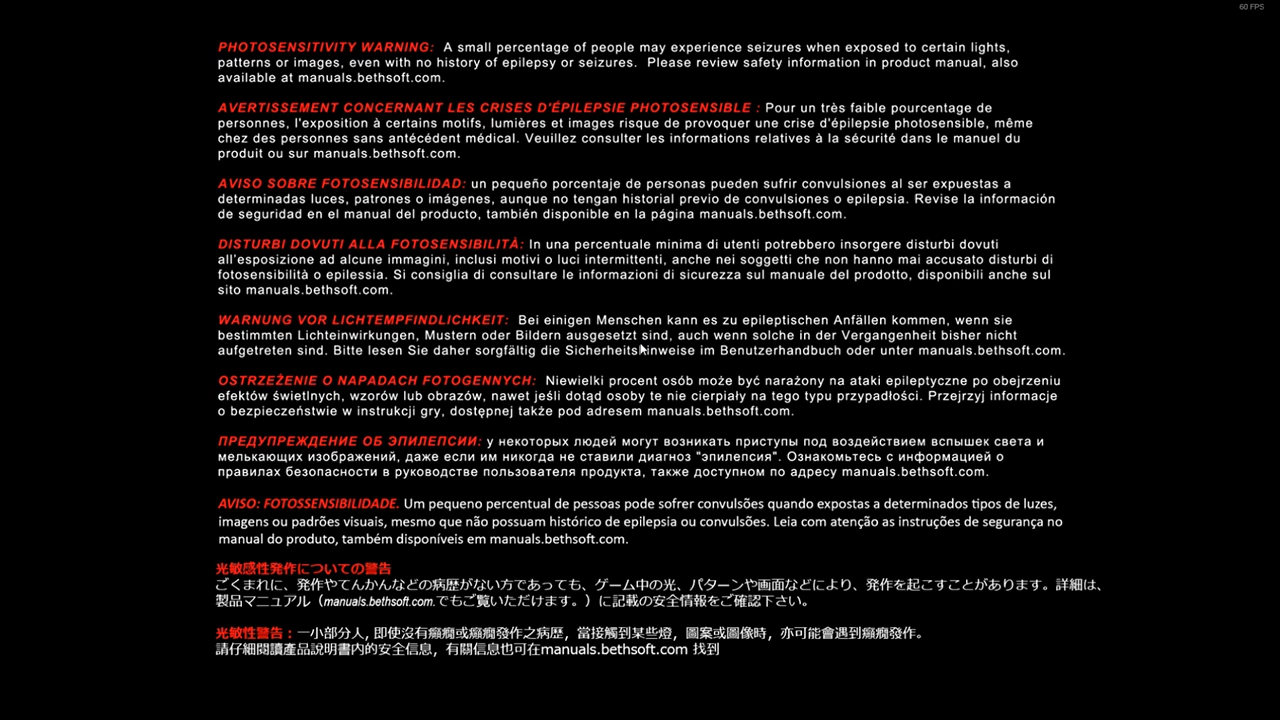 60 FPS
PHOTOSENSITIVITY WARNING: A small percentage of people may experience seizures when exposed to certain lights,
patterns or images, even with no history of epilepsy or seizures. Please review safety information in product manual, also
available at manuals.bethsoft.com.
AVERTISSEMENT CONCERNANT LES CRISES D'ÉPILEPSIE PHOTOSENSIBLE : Pour un très faible pourcentage de
personnes, l'exposition à certains motifs, lumières et images risque de provoquer une crise d'épilepsie photosensible, même
chez des personnes sans antécédent médical. Veuillez consulter les informations relatives à la sécurité dans le manuel du
produit ou sur manuals.bethsoft.com.
AVISO SOBRE FOTOSENSIBILIDAD: un pequeño porcentaje de personas pueden sufrir convulsiones al ser expuestas a
determinadas luces, patrones o imágenes, aunque no tengan historial previo de convulsiones o epilepsia. Revise la información
de seguridad en el manual del producto, también disponible en la página manuals.bethsoft.com.
DISTURBI DOVUTI ALLA FOTOSENSIBILITÀ: In una percentuale minima di utenti potrebbero insorgere disturbi dovuti
all'esposizione ad alcune immagini, inclusi motivi o luci intermittenti, anche nei soggetti che non hanno mai accusato disturbi di
fotosensibilità o epilessia. Si consiglia di consultare le informazioni di sicurezza sul manuale del prodotto, disponibili anche sul
sito manuals.bethsoft.com.
WARNUNG VOR LICHTEMPFINDLICHKEIT: Bei einigen Menschen kann es zu epileptischen Anfällen kommen, wenn sie
bestimmten Lichteinwirkungen, Mustern oder Bildern ausgesetzt sind, auch wenn solche in der Vergangenheit bisher nicht
aufgetreten sind. Bitte lesen Sie daher sorgfältig die Sicherheitshinweise im Benutzerhandbuch oder unter manuals.bethsoft.com.
OSTRZEŻENIE O NAPADACH FOTOGENNYCH: Niewielki procent osób może być narażony na ataki epileptyczne po obejrzeniu
efektów świetlnych, wzorów lub obrazów, nawet jeśli dotąd osoby te nie cierpiały na tego typu przypadłości. Przejrzyj informacje
o bezpieczeństwie w instrukcji gry, dostępnej także pod adresem manuals.bethsoft.com.
ПРЕДУПРЕЖДЕНИЕ ОБ ЭПИЛЕПСИИ: у некоторых людей могут возникать приступы под воздействием вспышек света и
мелькающих изображений, даже если им никогда не ставили диагноз "эпилепсия". Ознакомьтесь с информацией о
правилах безопасности в руководстве пользователя продукта, также доступном по адресу manuals.bethsoft.com.
AVISO: FOTOSSENSIBILIDADE. Um pequeno percentual de pessoas pode sofrer convulsões quando expostas a determinados tipos de luzes,
imagens ou padrões visuais, mesmo que não possuam histórico de epilepsia ou convulsões. Leia com atenção as instruções de segurança no
manual do produto, também disponíveis em manuals.bethsoft.com.
光敏感性発作についての警告
ごくまれに、発作やてんかんなどの病歴がない方であっても、ゲーム中の光、パターンや画面などにより、発作を起こすことがあります。詳細は、
製品マニュアル（manuals.bethsoft.com.でもご覧いただけます。）に記載の安全情報をご確認下さい。
光敏性警告：一小部分人, 即使沒有癲癇或癲癇發作之病歷，當接觸到某些燈，圖案或圖像時，亦可能會遇到癲癇發作。
請仔細閱讀產品說明書內的安全信息，有關信息也可在manuals.bethsoft.com 找到